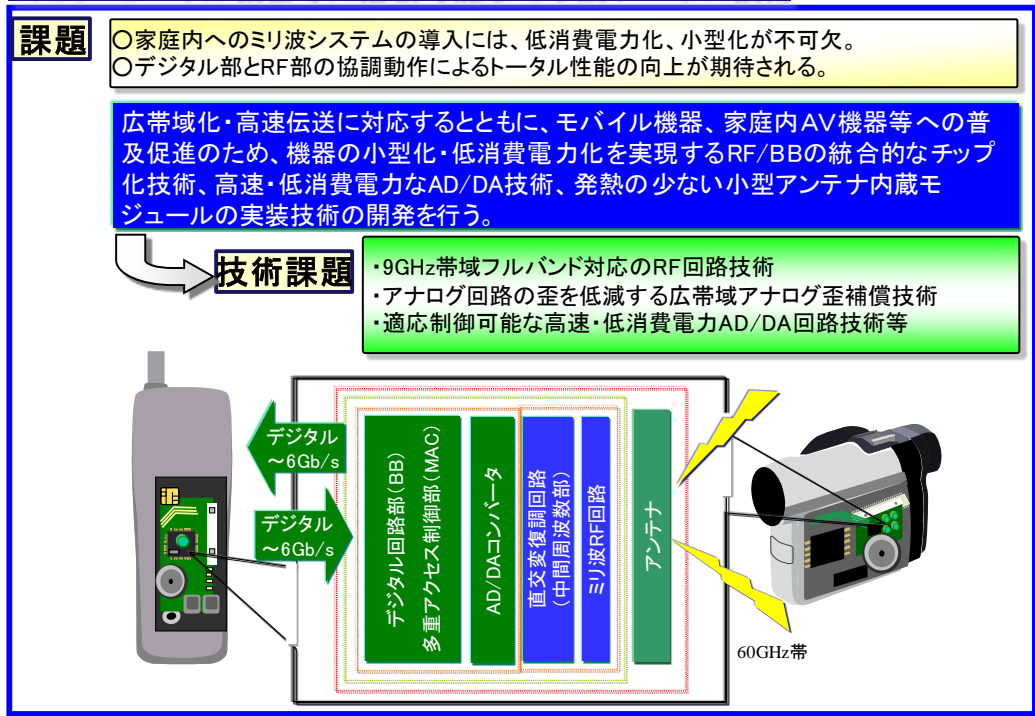 課題
○家庭内へのミリ波システムの導入には、低消費電力化、小型化が不可欠。
○デジタル部とRF部の協調動作によるトータル性能の向上が期待される。
広帯域化・高速伝送に対応するとともに、モバイル機器、家庭内AV機器等への普
及促進のため、機器の小型化・低消費電力化を実現するRF/BBの統合的なチップ
化技術、高速・低消費電力なAD/DA技術、発熱の少ない小型アンテナ内蔵モ
ジュールの実装技術の開発を行う。
技術課題
・9GHz帯域フルバンド対応のRF回路技術
・アナログ回路の歪を低減する広帯域アナログ歪補償技術
・適応制御可能な高速・低消費電力AD/DA回路技術等
デジタル
～6Gb/s
デジタル
～6Gb/s
デジタル回路部(BB)
多重アクセス制御部(MAC)
AD/DAコンバータ
直交変復調回路
(中間周波数部)
ミリ波RF回路
アンテナ
60GHz帯